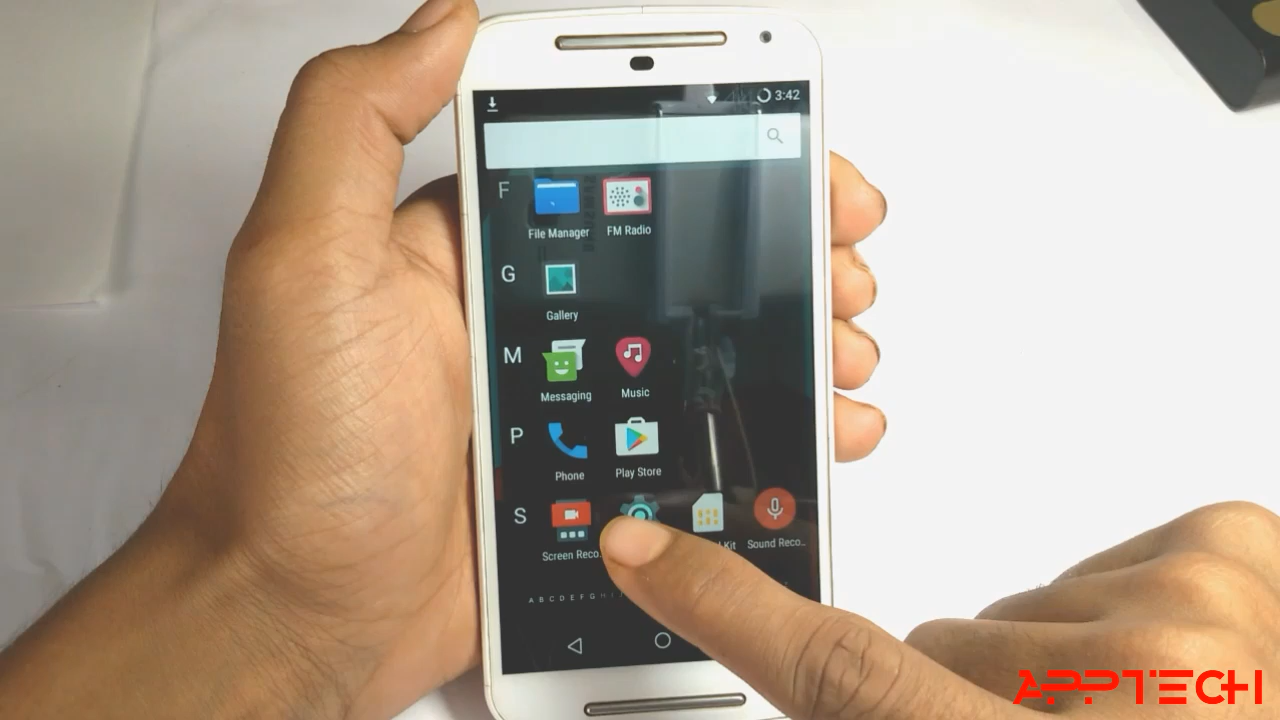 3:42
F
File Manager
FM Radio
G
Gallery
M
Messaging
Music
P
Phone
Play Store
S
Screen Reco..
Kit
Sound Reco...
A B C D E F G H I
APPTECH